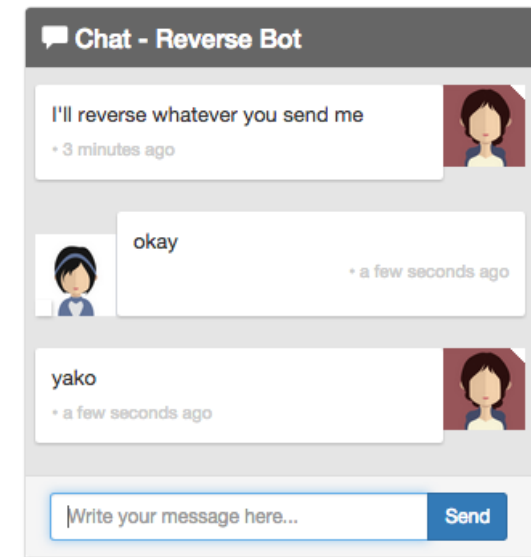 Chat - Reverse Bot
I'll reverse whatever you send me
• 3 minutes ago
okay
• a few seconds ago
yako
• a few seconds ago
Write your message here...
Send